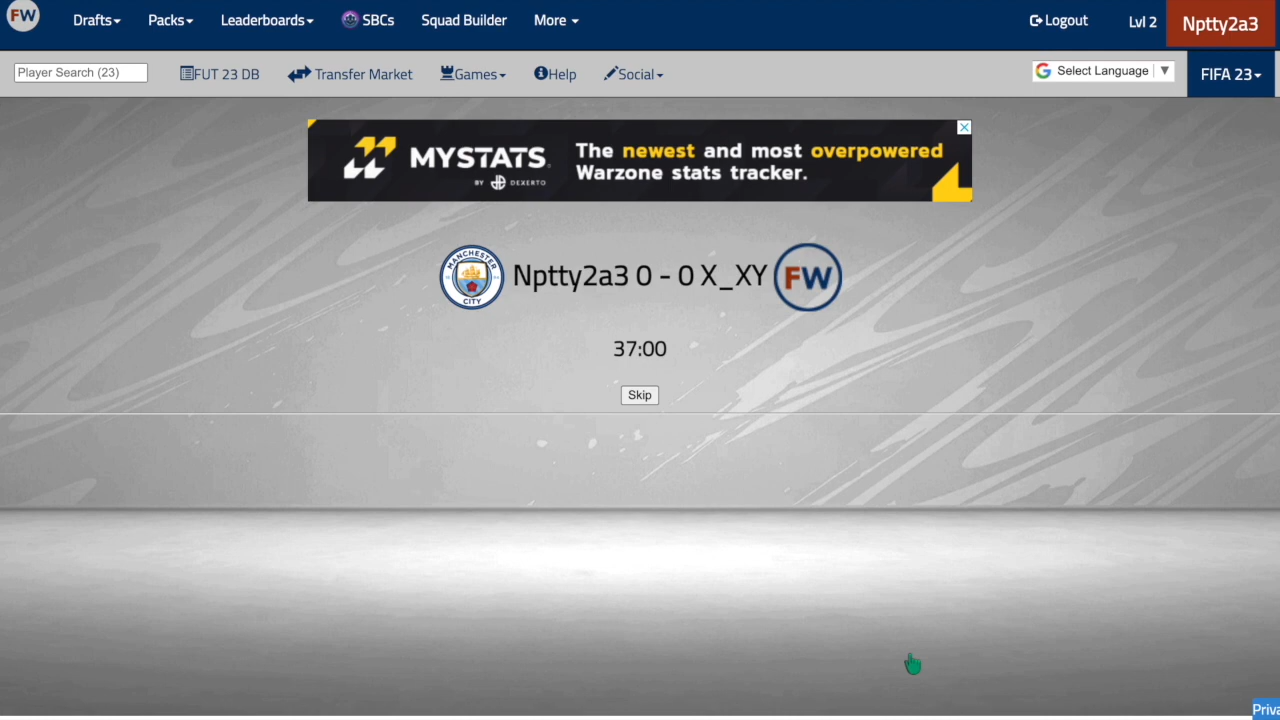 FW
Drafts
Packs
Leaderboards
SBCs
Squad Builder
More
Logout
Lvl 2
Nptty2a3
Player Search (23)
FUT 23 DB
Transfer Market
Games
Help
Social
G Select Language
FIFA 23
MYSTATS
BY DEXERTO
The newest and most overpowered
Warzone stats tracker.
MANCHESTER
CITY
Nptty2a3 0 - 0 X_XY
FW
37:00
Skip
Priva